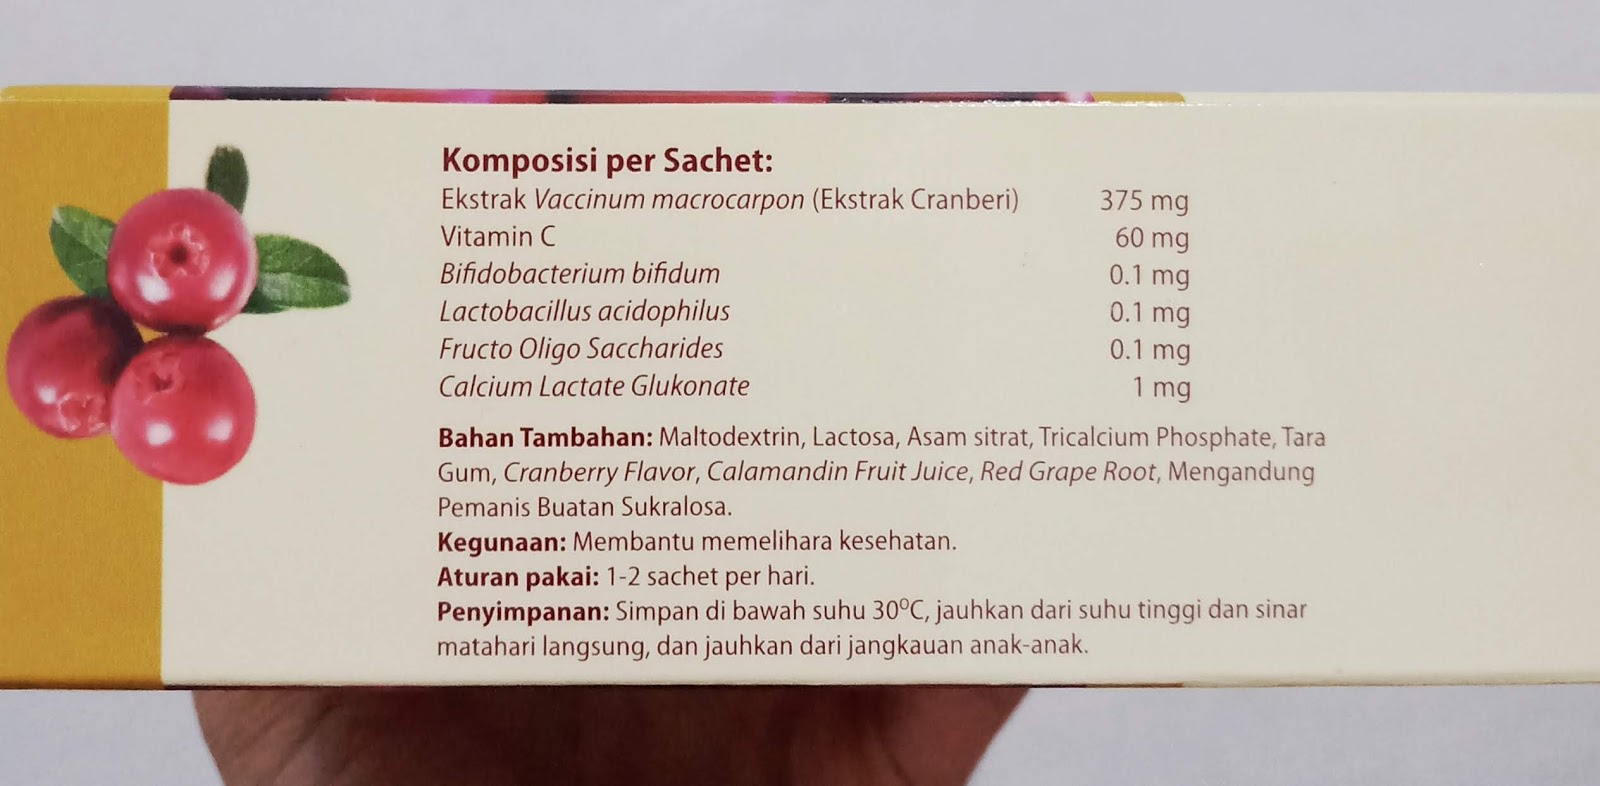 Komposisi per Sachet:
Ekstrak Vaccinum macrocarpon (Ekstrak Cranberi) 375 mg
Vitamin C 60 mg
Bifidobacterium bifidum 0.1 mg
Lactobacillus acidophilus 0.1 mg
Fructo Oligo Saccharides 0.1 mg
Calcium Lactate Glukonate 1 mg
Bahan Tambahan: Maltodextrin, Lactosa, Asam sitrat, Tricalcium Phosphate, Tara
Gum, Cranberry Flavor, Calamandin Fruit Juice, Red Grape Root, Mengandung
Pemanis Buatan Sukralosa.
Kegunaan: Membantu memelihara kesehatan.
Aturan pakai: 1-2 sachet per hari.
Penyimpanan: Simpan di bawah suhu 30ºC, jauhkan dari suhu tinggi dan sinar
matahari langsung, dan jauhkan dari jangkauan anak-anak.